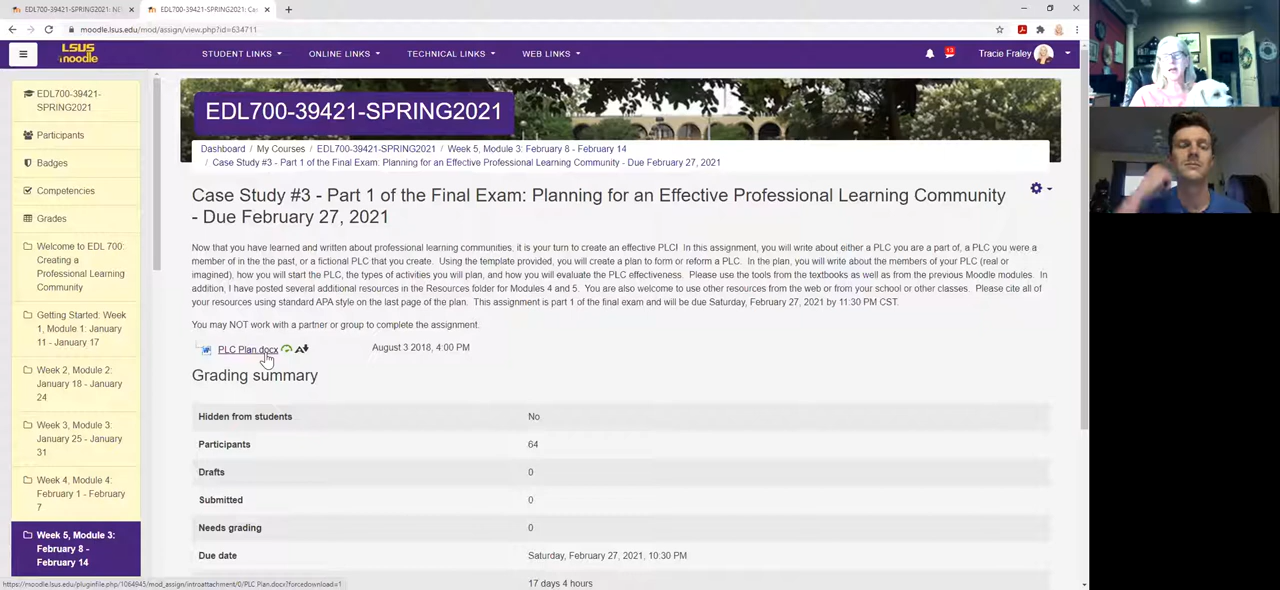 EDL700-39421-SPRING2021: NE
EDL700-39421-SPRING2021: Ca
moodle.lsus.edu/mod/assign/view.php?id=634711
LSUS moodle
STUDENT LINKS
ONLINE LINKS
TECHNICAL LINKS
WEB LINKS
13
Tracie Fraley
EDL700-39421-
SPRING2021
Participants
Badges
Competencies
Grades
Welcome to EDL 700:
Creating a
Professional Learning
Community
Getting Started: Week
1, Module 1: January
11 - January 17
Week 2, Module 2:
January 18 - January
24
Week 3, Module 3:
January 25 - January
31
Week 4, Module 4:
February 1 - February
7
Week 5, Module 3:
February 8 -
February 14
EDL700-39421-SPRING2021
Dashboard / My Courses / EDL700-39421-SPRING2021 / Week 5, Module 3: February 8 - February 14
/ Case Study #3 - Part 1 of the Final Exam: Planning for an Effective Professional Learning Community - Due February 27, 2021
Case Study #3 - Part 1 of the Final Exam: Planning for an Effective Professional Learning Community
- Due February 27, 2021
Now that you have learned and written about professional learning communities, it is your turn to create an effective PLC! In this assignment, you will write about either a PLC you are a part of, a PLC you were a
member of in the the past, or a fictional PLC that you create. Using the template provided, you will create a plan to form or reform a PLC. In the plan, you will write about the members of your PLC (real or
imagined), how you will start the PLC, the types of activities you will plan, and how you will evaluate the PLC effectiveness. Please use the tools from the textbooks as well as from the previous Moodle modules. In
addition, I have posted several additional resources in the Resources folder for Modules 4 and 5. You are also welcome to use other resources from the web or from your school or other classes. Please cite all of
your resources using standard APA style on the last page of the plan. This assignment is part 1 of the final exam and will be due Saturday, February 27, 2021 by 11:30 PM CST.
You may NOT work with a partner or group to complete the assignment.
PLC Plan.docx
August 3 2018, 4:00 PM
Grading summary
Hidden from students No
Participants 64
Drafts 0
Submitted 0
Needs grading 0
Due date Saturday, February 27, 2021, 10:30 PM
17 days 4 hours
https://moodle.lsus.edu/pluginfile.php/1064945/mod_assign/introattachment/0/PLC Plan.docx?forcedownload=1